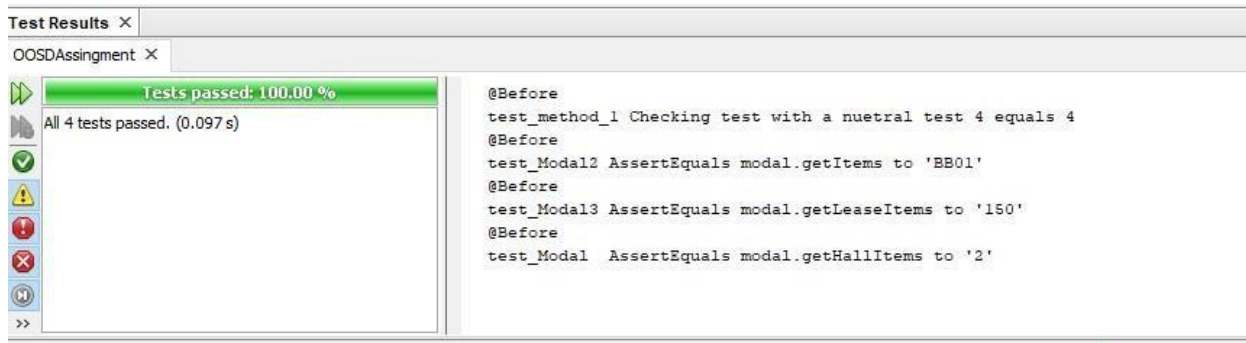 Test Results ×
OOSDAssingment ×
Tests passed: 100.00 %
All 4 tests passed. (0.097 s)
>>
@Before
test_method_1 Checking test with a nuetral test 4 equals 4
@Before
test_Modal2 AssertEquals modal.getItems to 'BB01'
@Before
test_Modal3 AssertEquals modal.getLeaseItems to '150'
@Before
test_Modal  AssertEquals modal.getHallItems to '2'